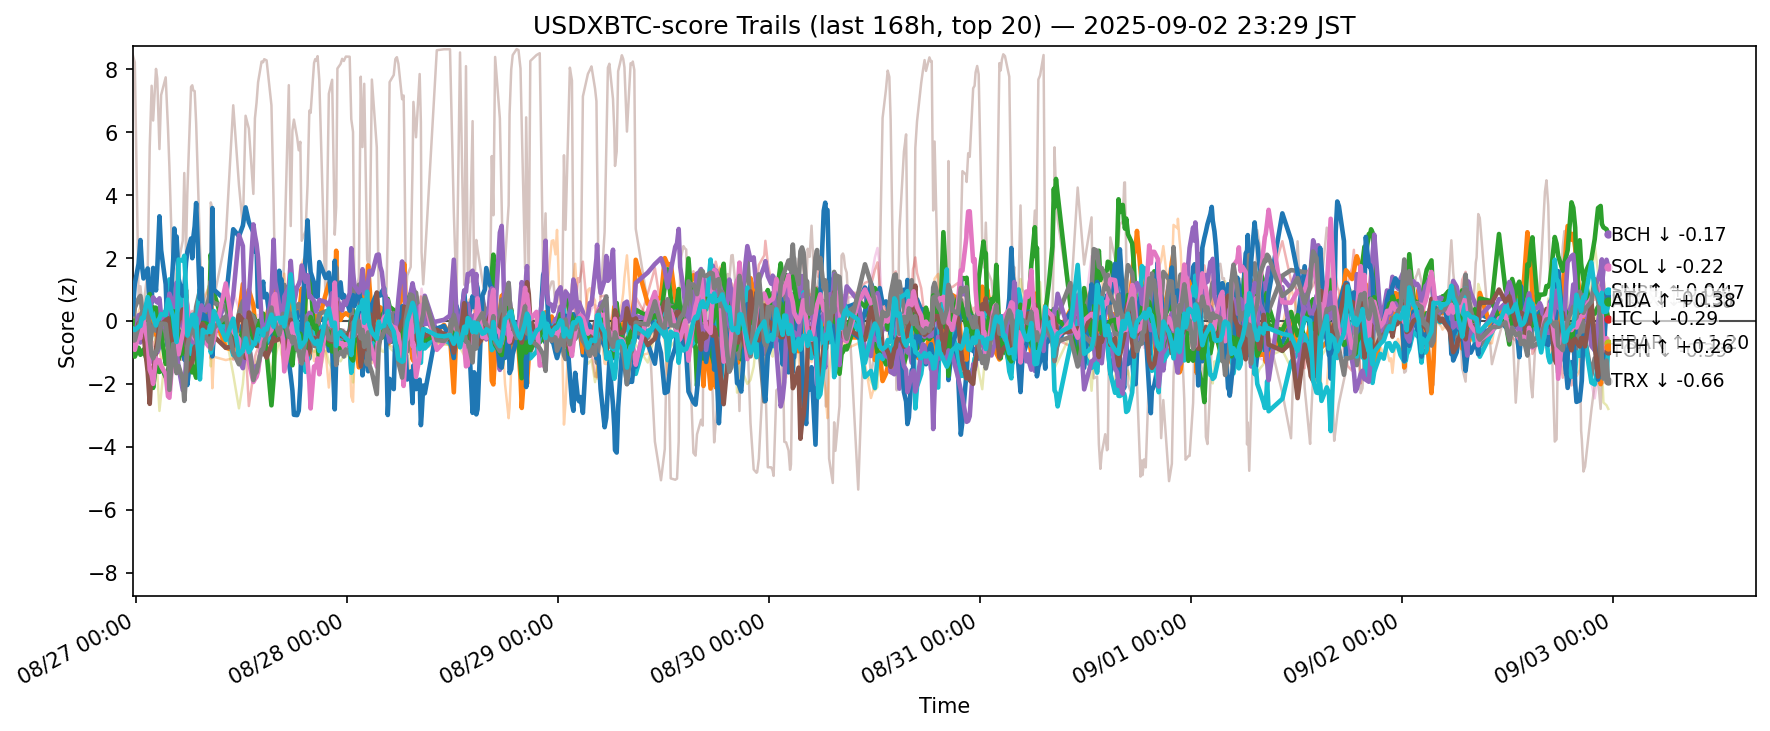 USDXBTC-score Trails (last 168h, top 20) — 2025-09-02 23:29 JST
Score (z)
8
6
4
2
0
−2
−4
−6
−8
BCH ↓ -0.17
SOL ↓ -0.22
ADA ↑ +0.38
LTC ↓ -0.29
ETH ↑ +0.26
TRX ↓ -0.66
08/27 00:00
08/28 00:00
08/29 00:00
08/30 00:00
08/31 00:00
09/01 00:00
09/02 00:00
09/03 00:00
Time